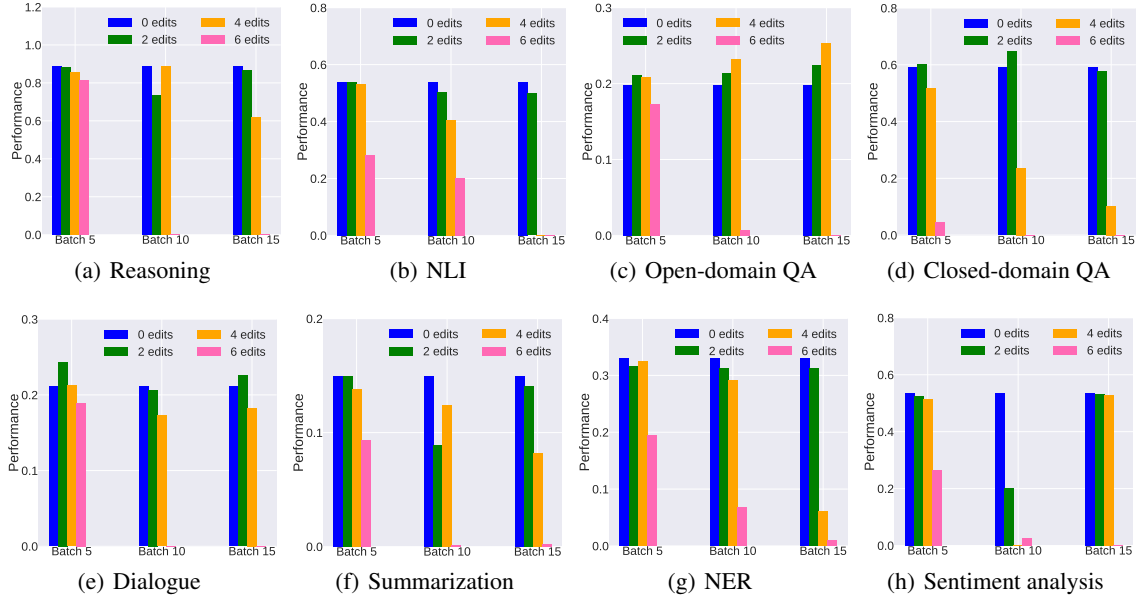 1.2
1.0
0.8
0.6
0.4
0.2
0.0
Performance
0 edits
2 edits
4 edits
6 edits
Batch 5
Batch 10
Batch 15
(a) Reasoning
0.8
0.6
0.4
0.2
0.0
Performance
0 edits
2 edits
4 edits
6 edits
Batch 5
Batch 10
Batch 15
(b) NLI
0.3
0.2
0.1
0.0
Performance
0 edits
2 edits
4 edits
6 edits
Batch 5
Batch 10
Batch 15
(c) Open-domain QA
0.8
0.6
0.4
0.2
0.0
Performance
0 edits
2 edits
4 edits
6 edits
Batch 5
Batch 10
Batch 15
(d) Closed-domain QA
0.3
0.2
0.1
0.0
Performance
0 edits
2 edits
4 edits
6 edits
Batch 5
Batch 10
Batch 15
(e) Dialogue
0.2
0.1
0.0
Performance
0 edits
2 edits
4 edits
6 edits
Batch 5
Batch 10
Batch 15
(f) Summarization
0.4
0.3
0.2
0.1
0.0
Performance
0 edits
2 edits
4 edits
6 edits
Batch 5
Batch 10
Batch 15
(g) NER
0.8
0.6
0.4
0.2
0.0
Performance
0 edits
2 edits
4 edits
6 edits
Batch 5
Batch 10
Batch 15
(h) Sentiment analysis